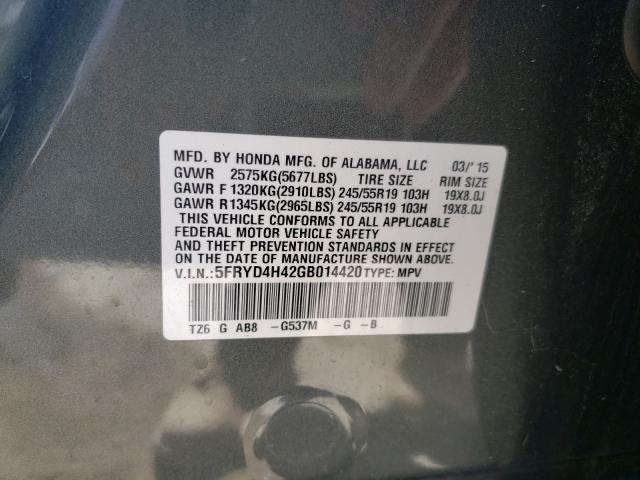 MFD. BY HONDA MFG. OF ALABAMA, LLC 03/'15
GVWR 2575KG(5677LBS) TIRE SIZE RIM SIZE
GAWR F 1320KG(2910LBS) 245/55R19 103H 19X8.0J
GAWR R 1345KG(2965LBS) 245/55R19 103H 19X8.0J
THIS VEHICLE CONFORMS TO ALL APPLICABLE
FEDERAL MOTOR VEHICLE SAFETY
AND THEFT PREVENTION STANDARDS IN EFFECT
ON THE DATE OF MANUFACTURE SHOWN ABOVE.
V.I.N.:5FRYD4H42GB014420 TYPE: MPV
TZ6 G AB8 -G537M -G -B